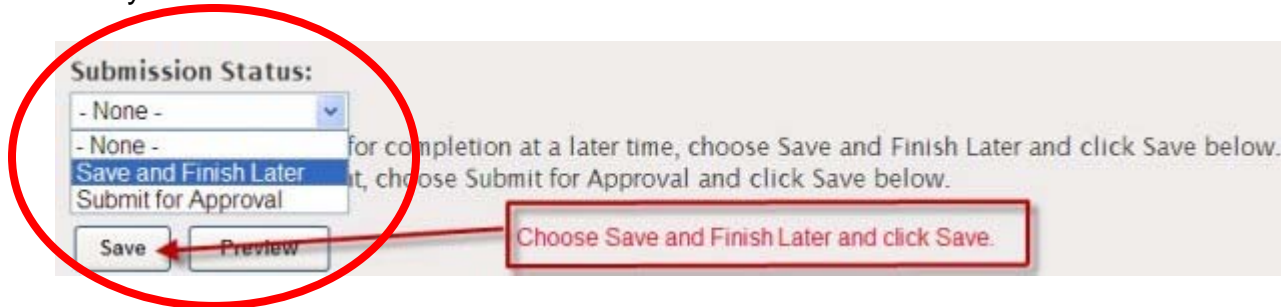 Submission Status:
- None -
- None -
for completion at a later time, choose Save and Finish Later and click Save below.
Save and Finish Later
choose Submit for Approval and click Save below.
Submit for Approval
Save Preview
Choose Save and Finish Later and click Save.